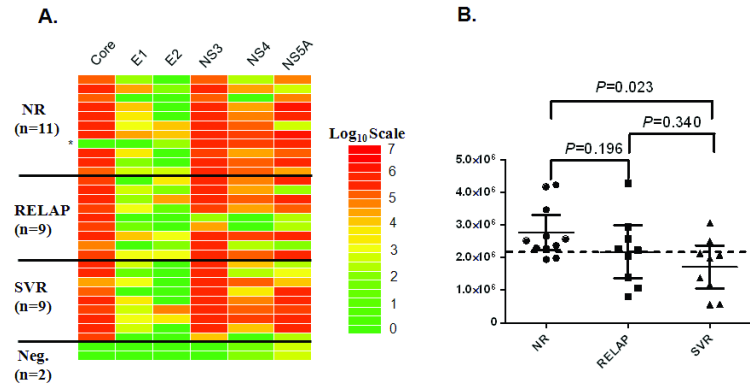 A.
Core E1 E2 NS3 NS4 NS5A
NR
(n=11)
*
RELAP
(n=9)
SVR
(n=9)
Neg.
(n=2)
Log10 Scale
7
6
5
4
3
2
1
0
B.
P=0.023
P=0.340
P=0.196
5.0x10⁶
4.0x10⁶
3.0x10⁶
2.0x10⁶
1.0x10⁶
0
NR RELAP SVR